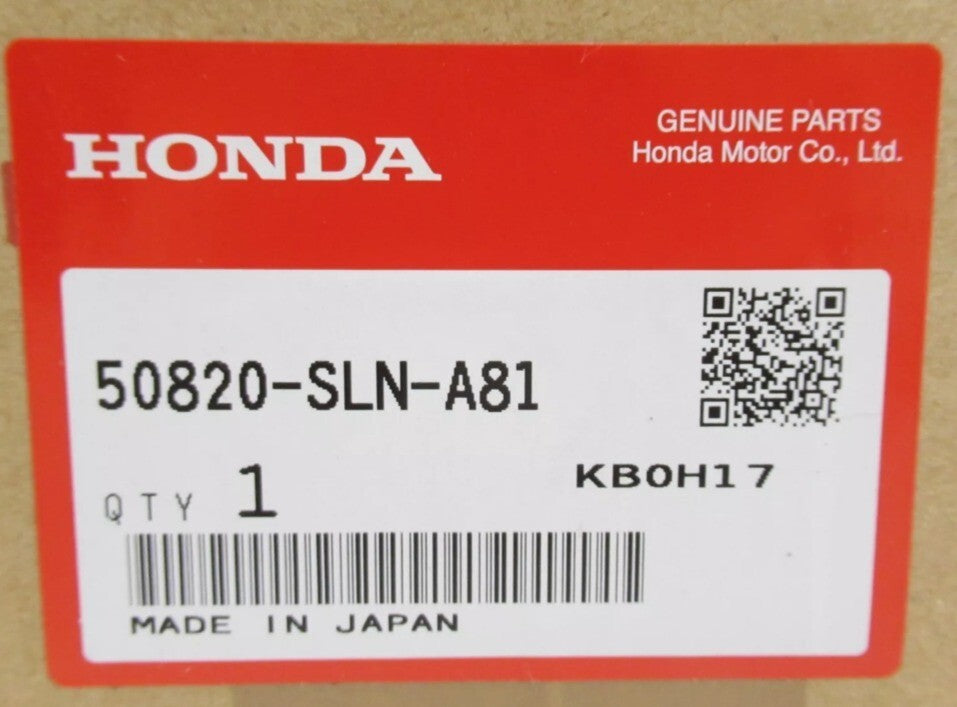 HONDA
GENUINE PARTS
Honda Motor Co., Ltd.
50820-SLN-A81
QTY 1
KB0H17
MADE IN JAPAN